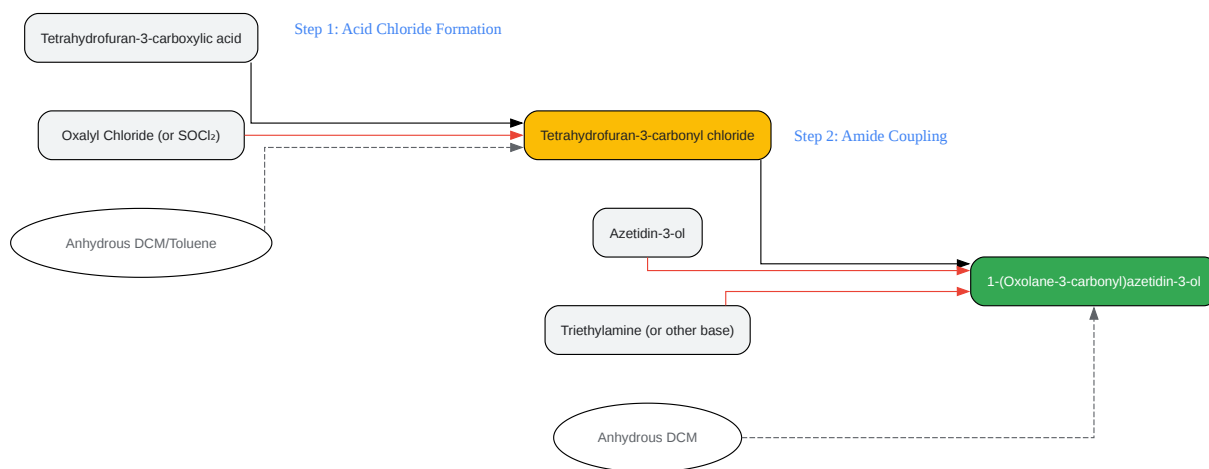 Tetrahydrofuran-3-carboxylic acid
Step 1: Acid Chloride Formation
Oxalyl Chloride (or SOCl₂)
Tetrahydrofuran-3-carbonyl chloride
Step 2: Amide Coupling
Anhydrous DCM/Toluene
Azetidin-3-ol
1-(Oxolane-3-carbonyl)azetidin-3-ol
Triethylamine (or other base)
Anhydrous DCM